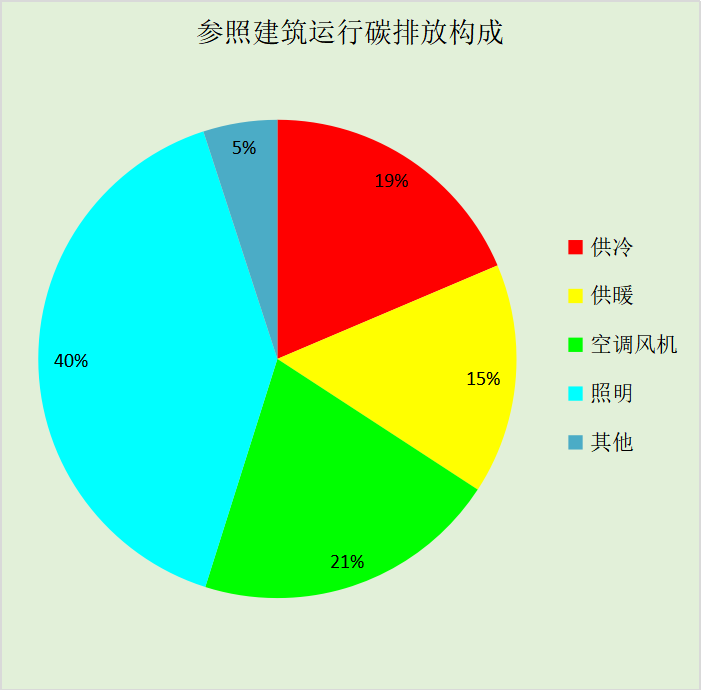 参照建筑运行碳排放构成
5%
19%
15%
21%
40%
供冷
供暖
空调风机
照明
其他